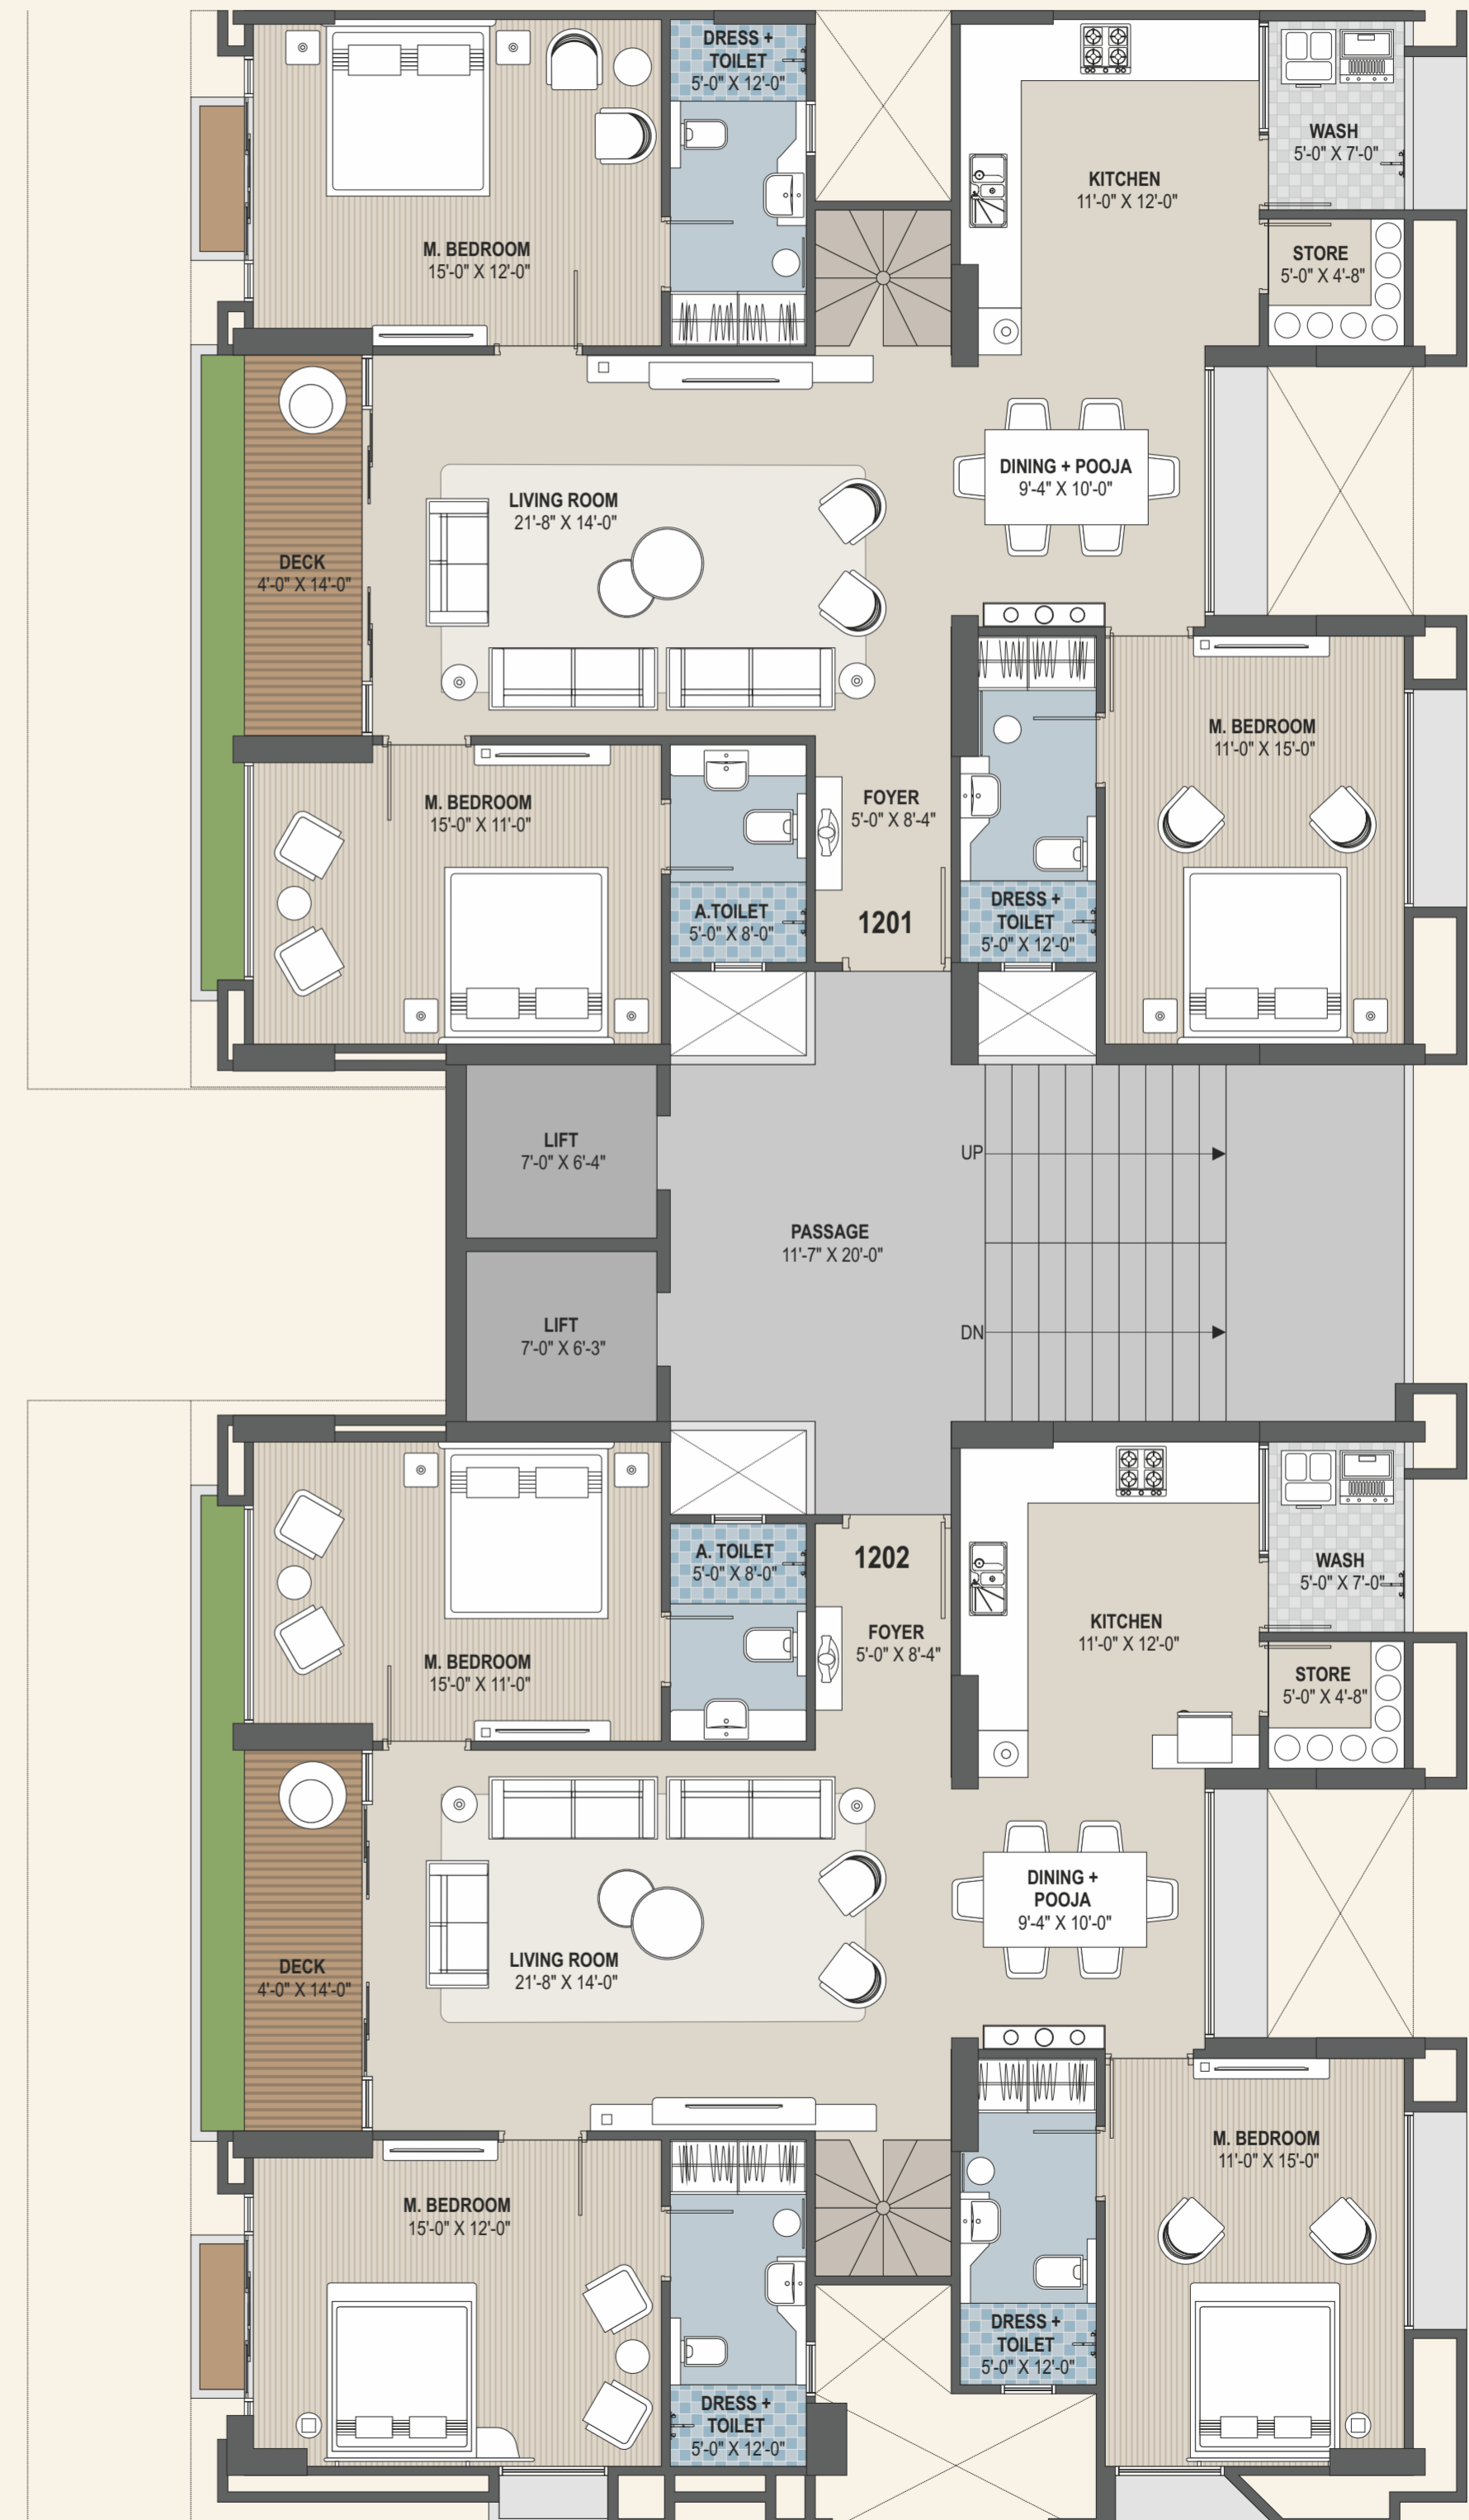 DRESS +
TOILET
5'-0" X 12'-0"
WASH
5'-0" X 7'-0"
KITCHEN
11'-0" X 12'-0"
M. BEDROOM
15'-0" X 12'-0"
STORE
5'-0" X 4'-8"
DINING + POOJA
9'-4" X 10'-0"
LIVING ROOM
21'-8" X 14'-0"
DECK
4'-0" X 14'-0"
M. BEDROOM
11'-0" X 15'-0"
M. BEDROOM
15'-0" X 11'-0"
FOYER
5'-0" X 8'-4"
A.TOILET
5'-0" X 8'-0"
1201
DRESS +
TOILET
5'-0" X 12'-0"
LIFT
7'-0" X 6'-4"
UP
PASSAGE
11'-7" X 20'-0"
LIFT
7'-0" X 6'-3"
DN
A. TOILET
5'-0" X 8'-0"
1202
WASH
5'-0" X 7'-0"
FOYER
5'-0" X 8'-4"
KITCHEN
11'-0" X 12'-0"
M. BEDROOM
15'-0" X 11'-0"
STORE
5'-0" X 4'-8"
DINING +
POOJA
9'-4" X 10'-0"
LIVING ROOM
21'-8" X 14'-0"
DECK
4'-0" X 14'-0"
M. BEDROOM
11'-0" X 15'-0"
M. BEDROOM
15'-0" X 12'-0"
DRESS +
TOILET
5'-0" X 12'-0"
DRESS +
TOILET
5'-0" X 12'-0"